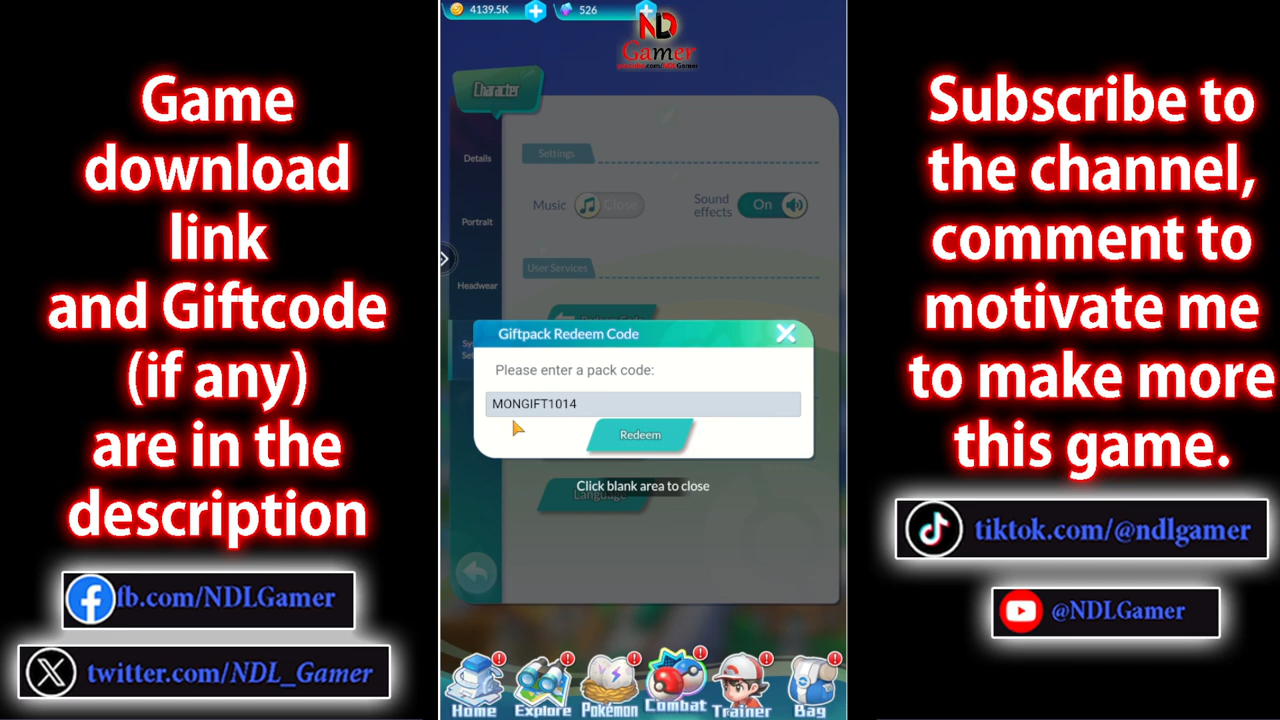 Game
download
link
and Giftcode
(if any)
are in the
description
fb.com/NDLGamer
twitter.com/NDL_Gamer
4139.5K
526
NDL
Gamer
Character
Details
Portrait
Headwear
Settings
Music
Close
Sound
effects
On
User Services
Redeem Code
Giftpack Redeem Code
Please enter a pack code:
MONGIFT1014
Redeem
Click blank area to close
Language
Home
Explore
Pokémon
Combat
Trainer
Bag
Subscribe to
the channel,
comment to
motivate me
to make more
this game.
tiktok.com/@ndlgamer
@NDLGamer